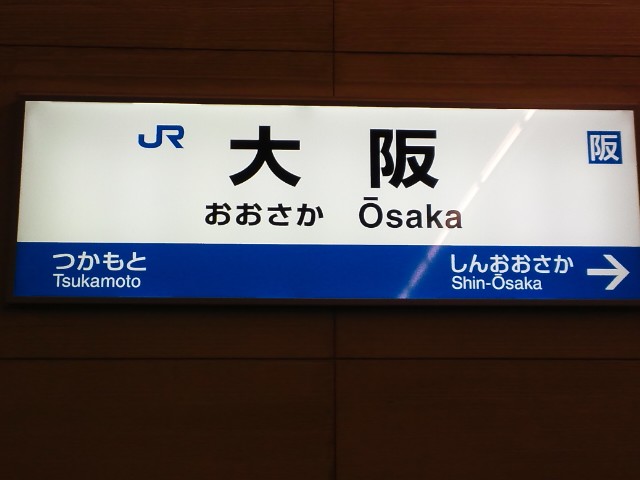 JR 大阪 阪
おおさか Ōsaka
つかもと しんおおさか →
Tsukamoto Shin-Ōsaka